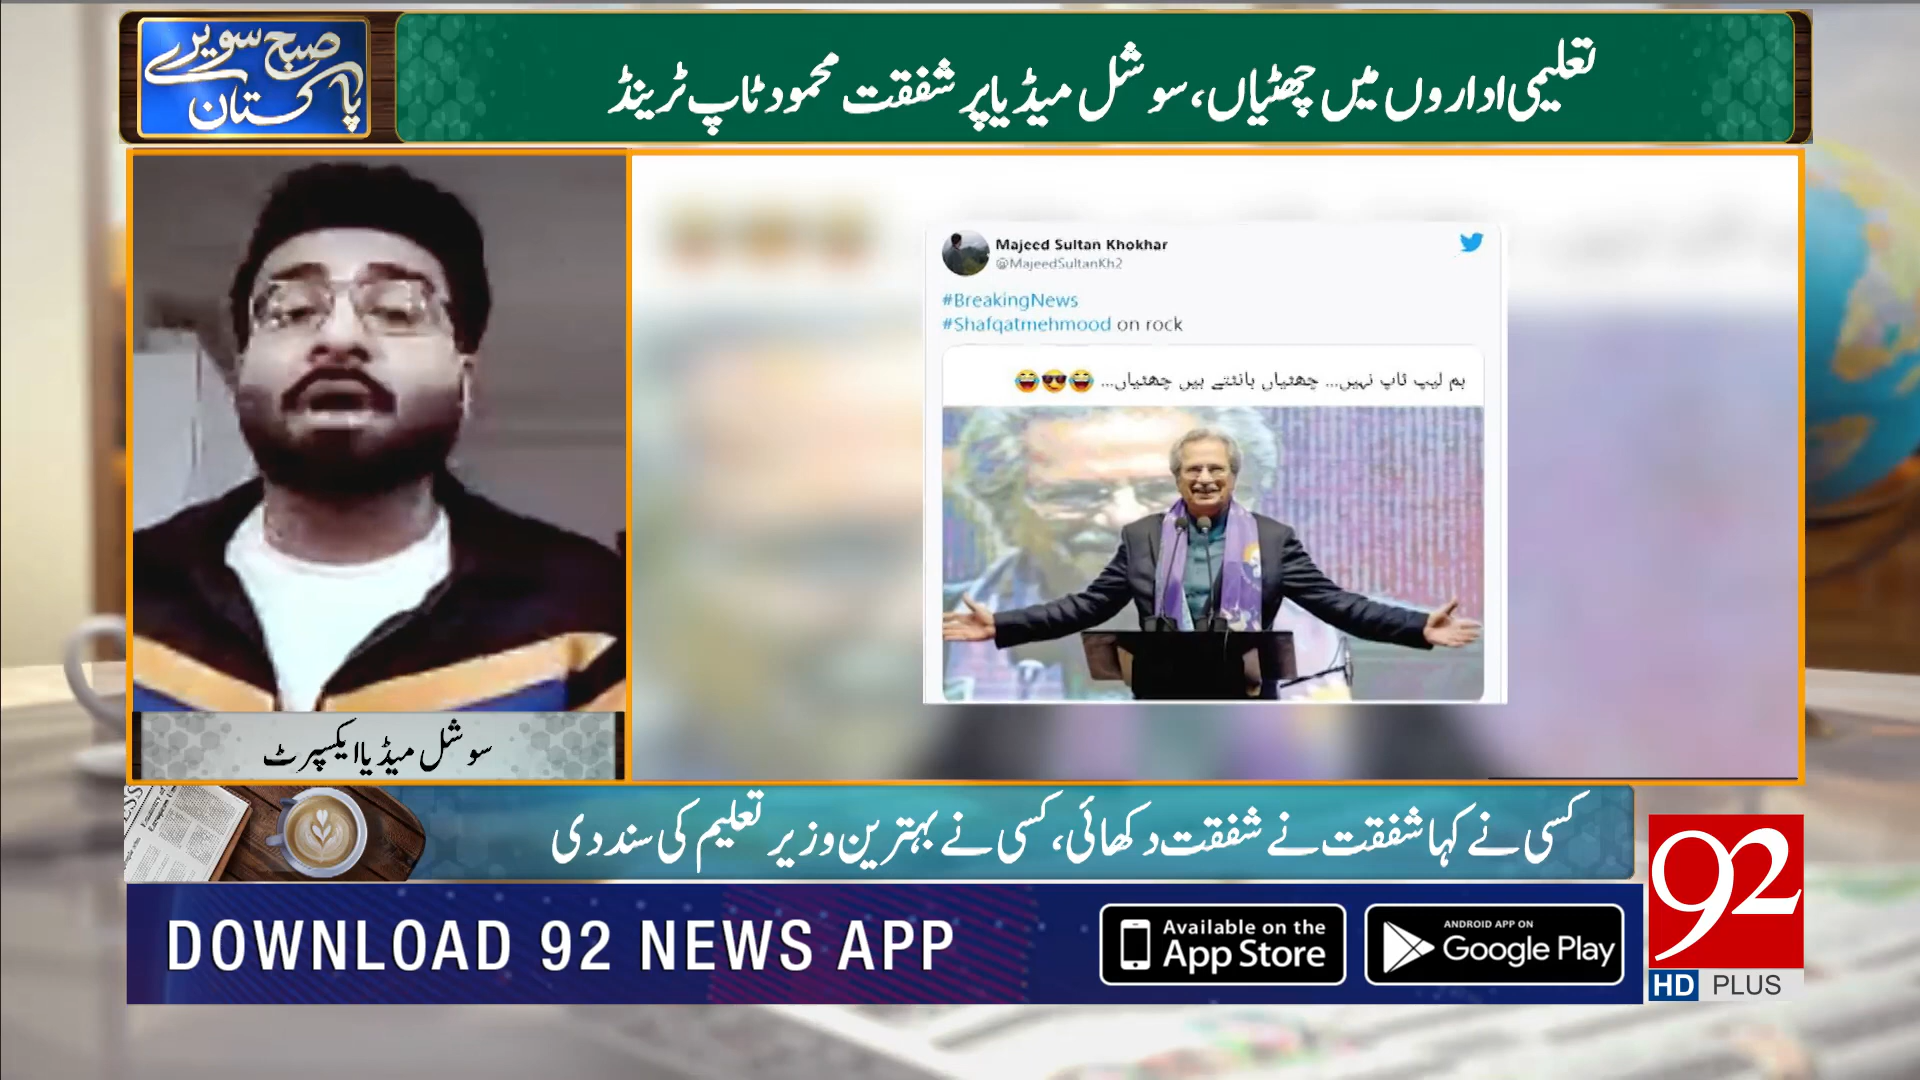 صبح سویرے
پاکستان
تعلیمی اداروں میں چھٹیاں، سوشل میڈیا پر شفقت محمود ٹاپ ٹرینڈ
Majeed Sultan Khokhar
@MajeedSultanKh2
#BreakingNews
#Shafqatmehmood on rock
ہم لیپ ٹاپ نہیں... چھٹیاں بانٹتے ہیں چھٹیاں... 😂😎😂
سوشل میڈیا ایکسپرٹ
کسی نے کہا شفقت نے شفقت دکھائی، کسی نے بہترین وزیر تعلیم کی سند دی
DOWNLOAD 92 NEWS APP
Available on the
App Store
ANDROID APP ON
Google Play
92
HD PLUS